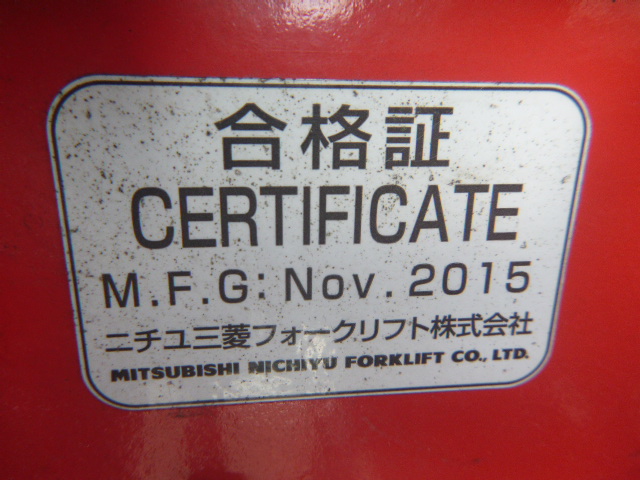 合格証
CERTIFICATE
M.F.G: Nov. 2015
ニチユ三菱フォークリフト株式会社
MITSUBISHI NICHIYU FORKLIFT CO., LTD.